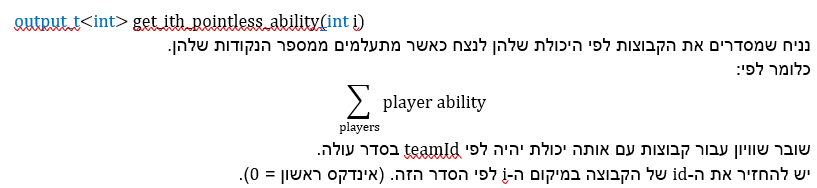 output_t<int> get_ith_pointless_ability(int i)
נניח שמסדרים את הקבוצות לפי היכולת שלהן לנצח כאשר מתעלמים ממספר הנקודות שלהן.
כלומר לפי:
∑ player ability
players
שובר שוויון עבור קבוצות עם אותה יכולת יהיה לפי teamId בסדר עולה.
יש להחזיר את ה-id של הקבוצה במיקום ה-i לפי הסדר הזה. (אינדקס ראשון = 0).